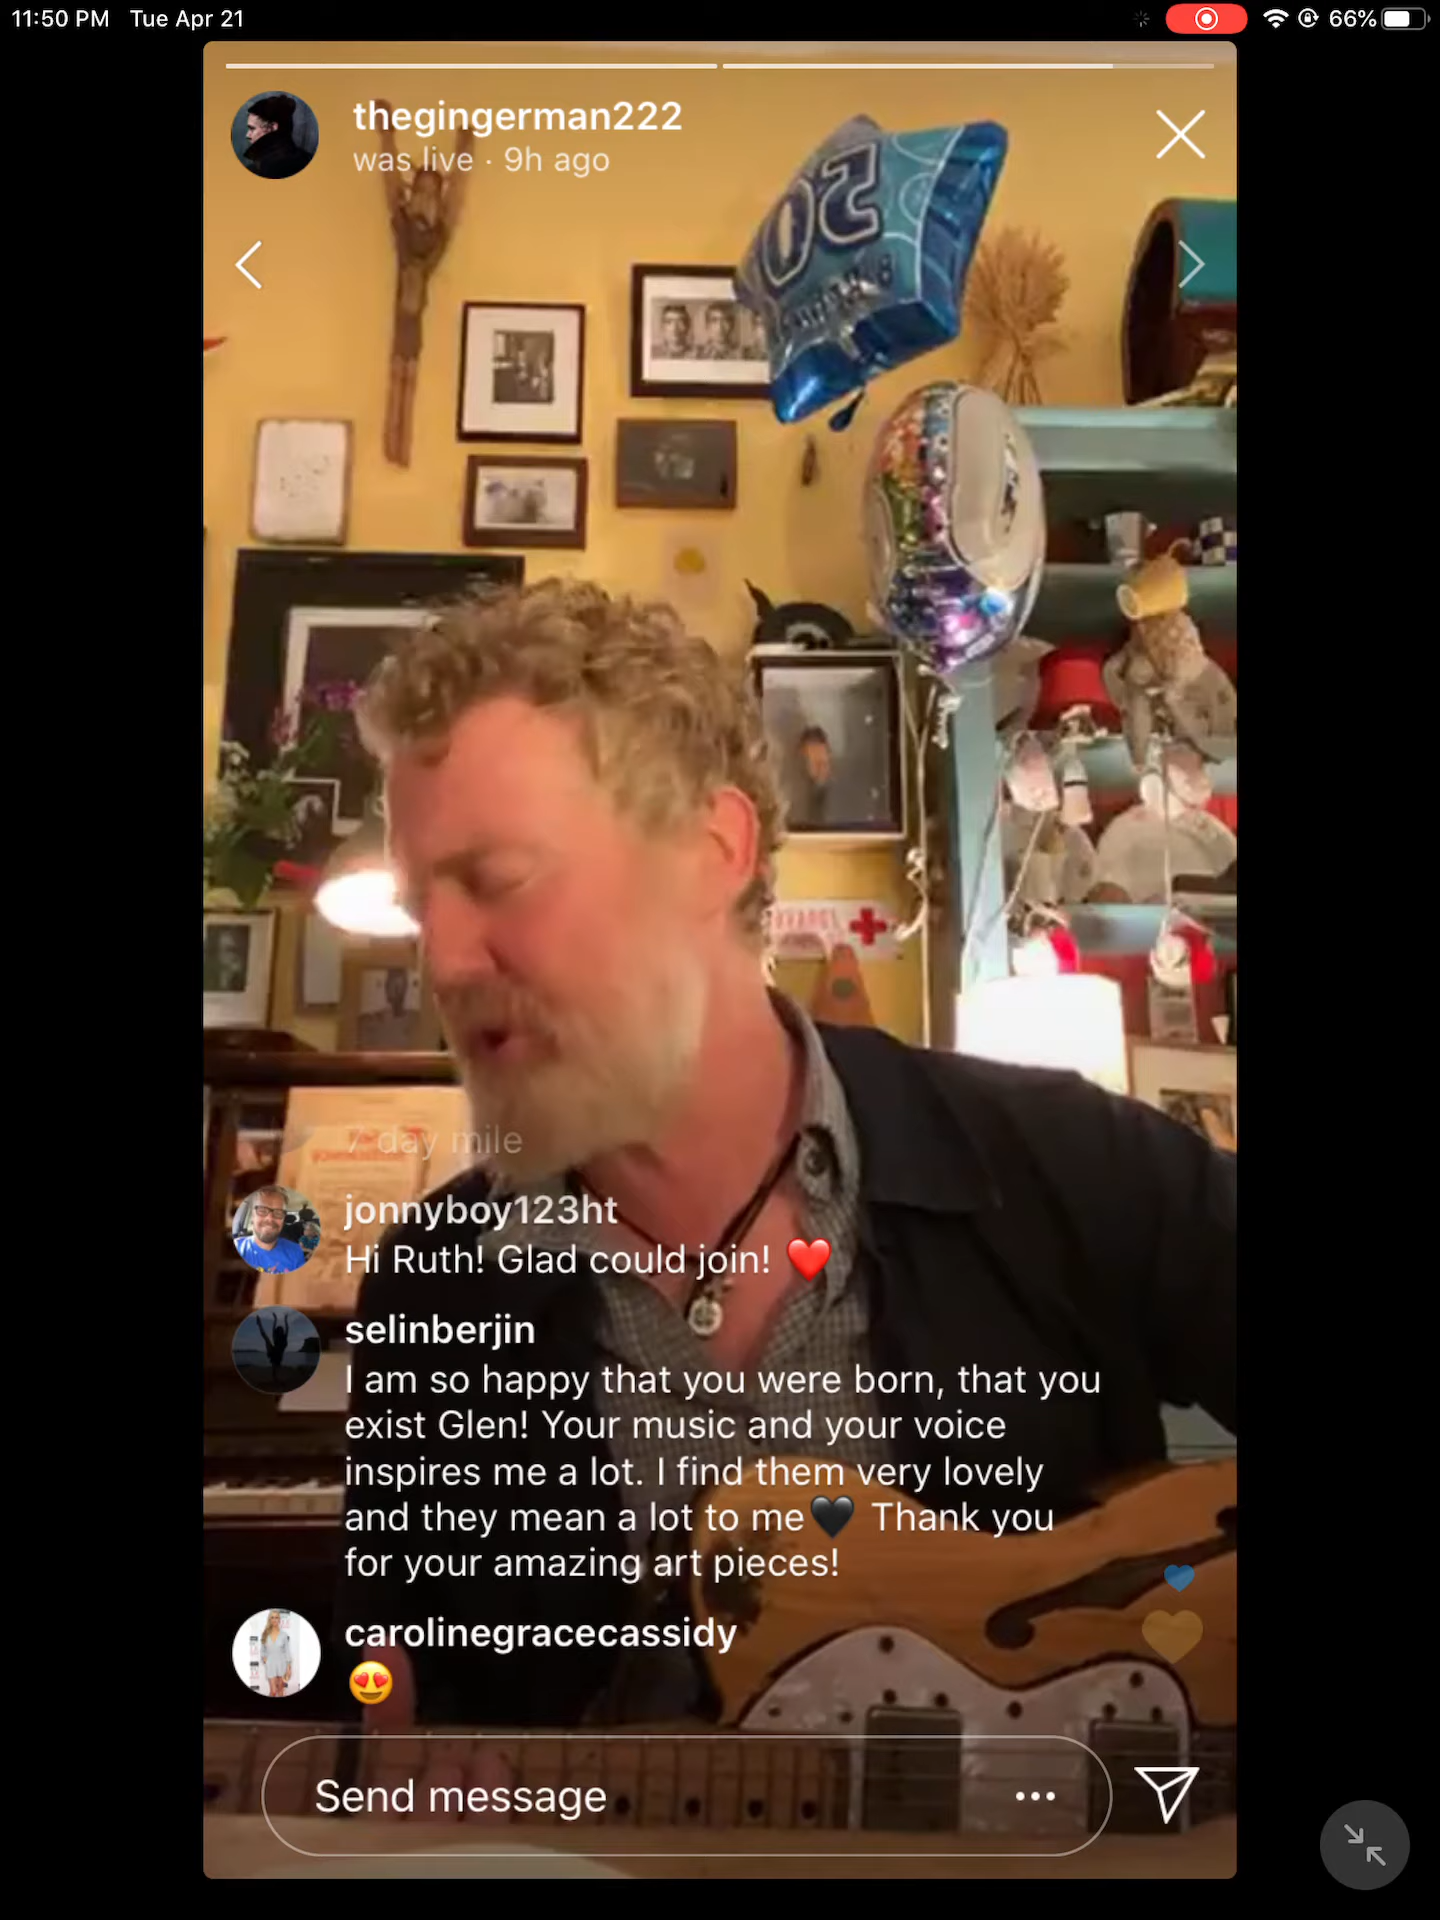 11:50 PM Tue Apr 21
66%
thegingerman222
was live · 9h ago
50
7 day mile
jonnyboy123ht
Hi Ruth! Glad could join! ❤️
selinberjin
I am so happy that you were born, that you
exist Glen! Your music and your voice
inspires me a lot. I find them very lovely
and they mean a lot to me🖤 Thank you
for your amazing art pieces!
carolinegracecassidy
😍
Send message